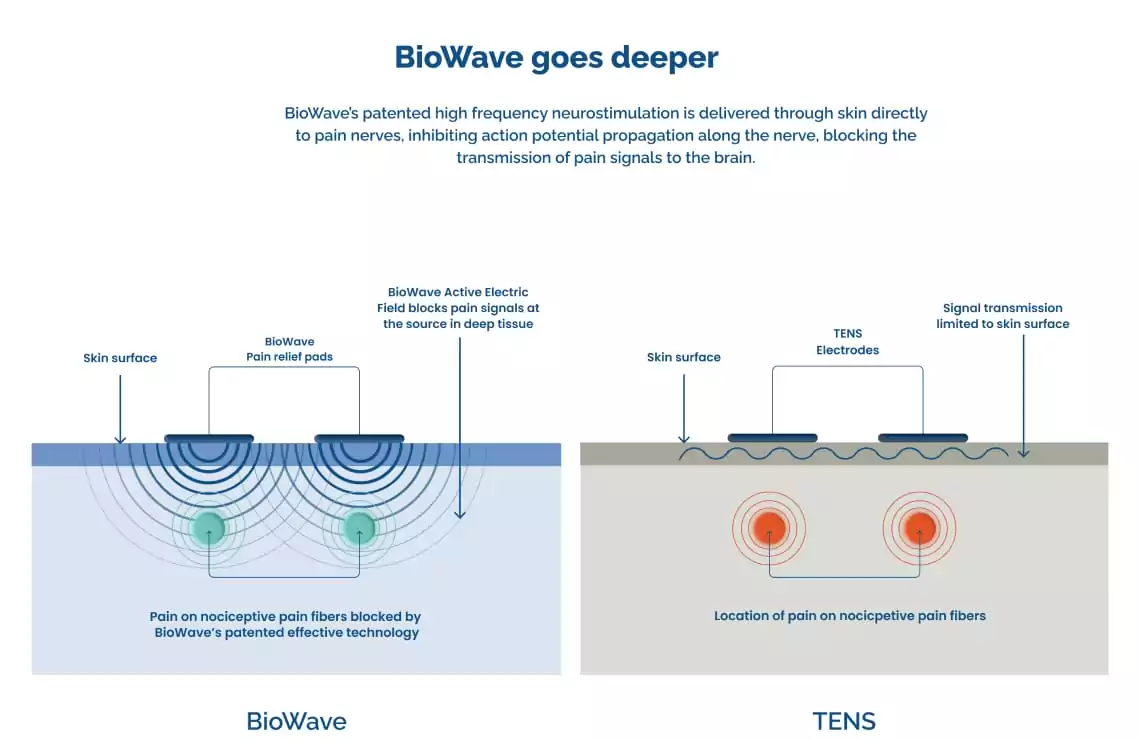 BioWave goes deeper
BioWave's patented high frequency neurostimulation is delivered through skin directly
to pain nerves, inhibiting action potential propagation along the nerve, blocking the
transmission of pain signals to the brain.
Skin surface
BioWave
Pain relief pads
BioWave Active Electric
Field blocks pain signals at
the source in deep tissue
Pain on nociceptive pain fibers blocked by
BioWave's patented effective technology
BioWave
Skin surface
TENS
Electrodes
Signal transmission
limited to skin surface
Location of pain on nocicpetive pain fibers
TENS